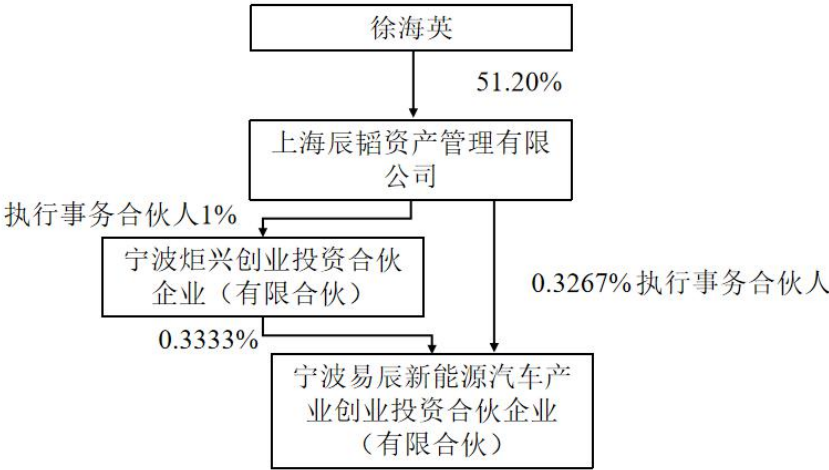 徐海英
51.20%
上海辰韬资产管理有限
公司
执行事务合伙人1%
宁波炬兴创业投资合伙
企业（有限合伙）
0.3267%执行事务合伙人
0.3333%
宁波易辰新能源汽车产
业创业投资合伙企业
（有限合伙）